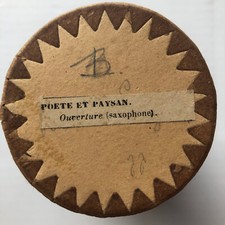 B.
POETE ET PAYSAN.
Ouverture (saxophone).